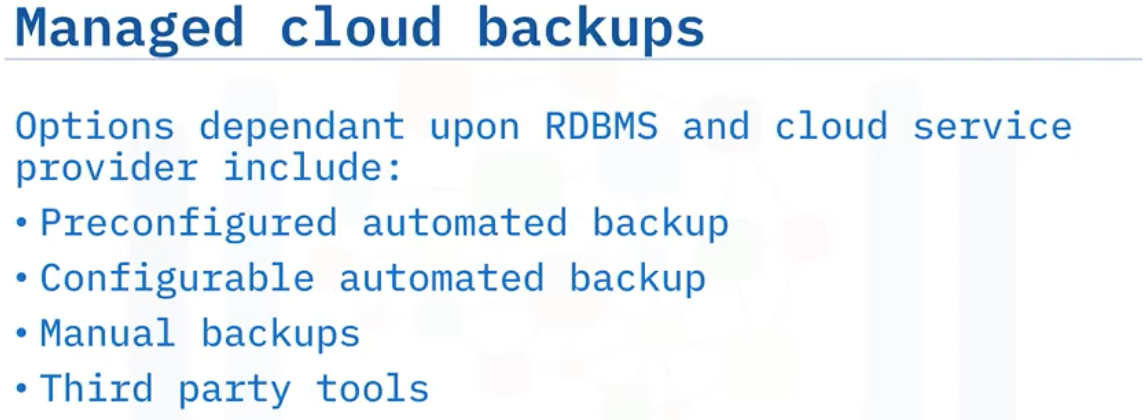 Managed cloud backups
Options dependant upon RDBMS and cloud service
provider include:
• Preconfigured automated backup
• Configurable automated backup
• Manual backups
• Third party tools